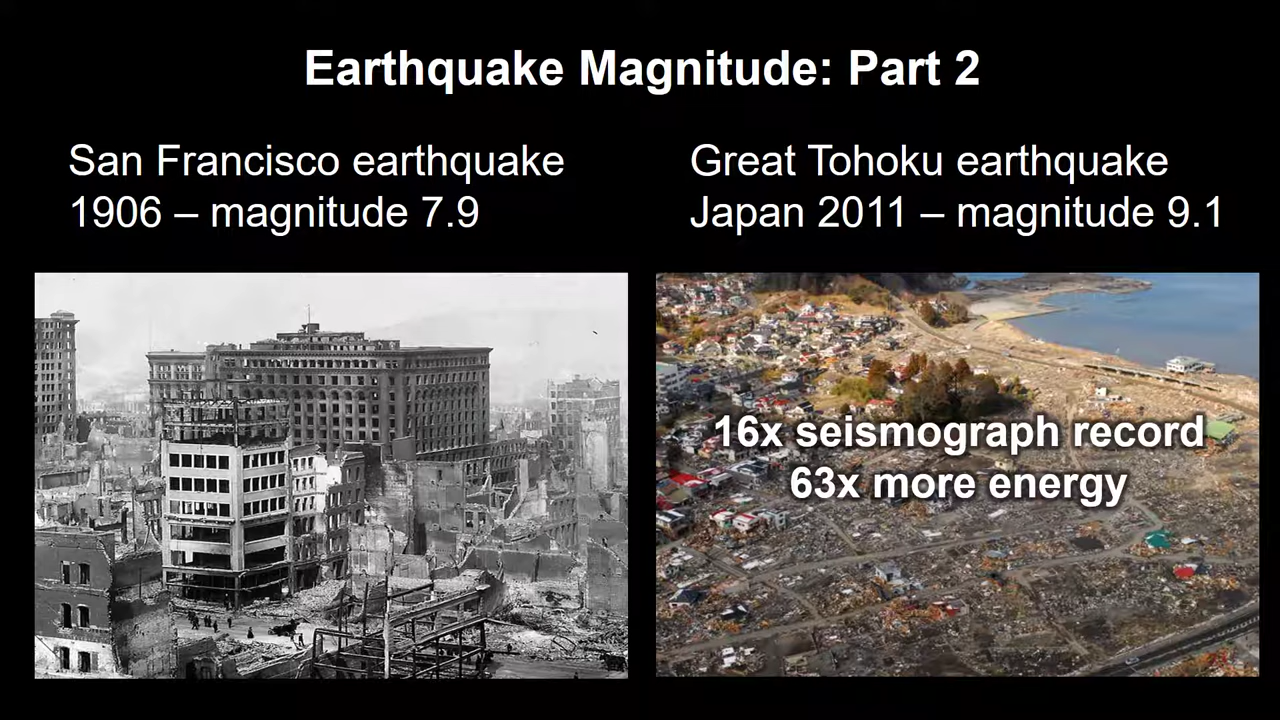 Earthquake Magnitude: Part 2
San Francisco earthquake
1906 – magnitude 7.9
Great Tohoku earthquake
Japan 2011 – magnitude 9.1
16x seismograph record
63x more energy